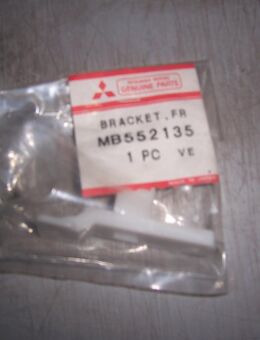 GENUINE PARTS
BRACKET,FR
MB552135
1 PC VE